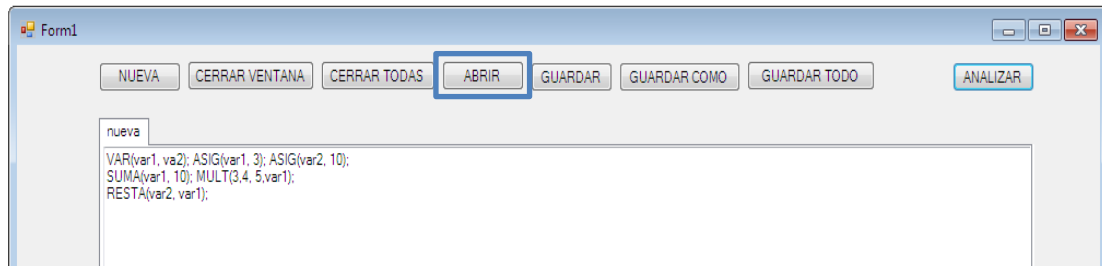 Form1
NUEVA CERRAR VENTANA CERRAR TODAS ABRIR GUARDAR GUARDAR COMO GUARDAR TODO ANALIZAR
nueva
VAR(var1, va2); ASIG(var1, 3); ASIG(var2, 10);
SUMA(var1, 10); MULT(3,4, 5,var1);
RESTA(var2, var1);